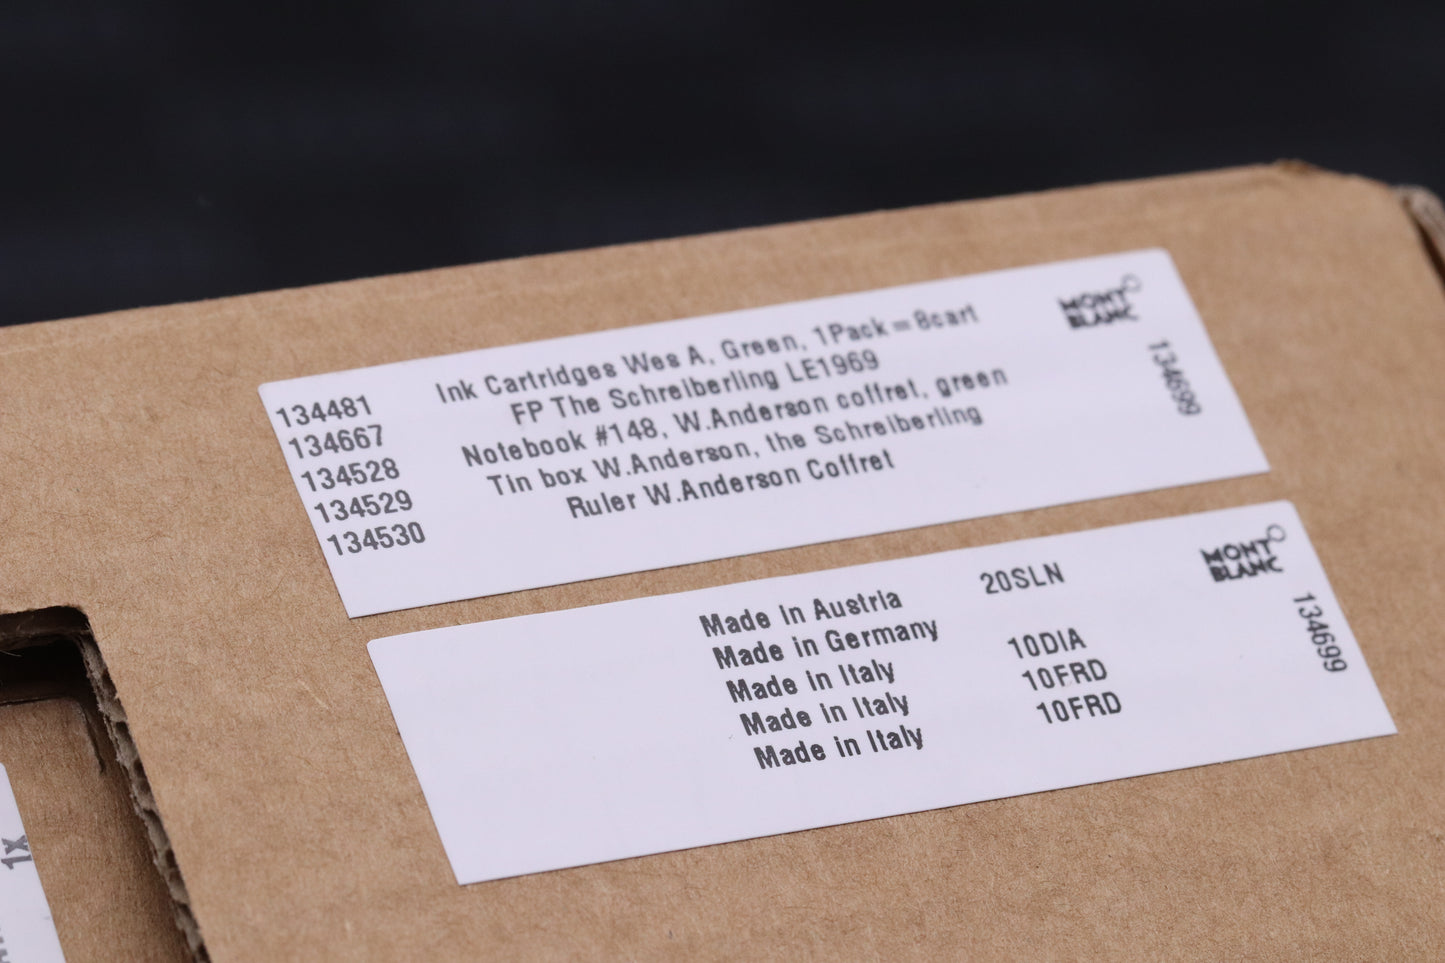 134481 Ink Cartridges Wes A, Green, 1Pack=8cart
134667 FP The Schreiberling LE1969
134528 Notebook #148, W.Anderson coffret, green
134529 Tin box W.Anderson, the Schreiberling
134530 Ruler W.Anderson Coffret
MONT
BLANC
134699
Made in Austria 20SLN
Made in Germany
Made in Italy 10DIA
Made in Italy 10FRD
Made in Italy 10FRD
MONT
BLANC
134699
1X